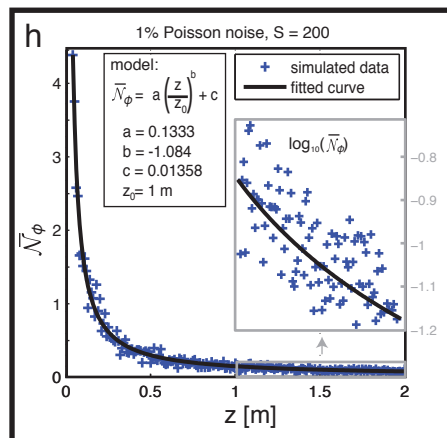 h
1% Poisson noise, S = 200
model:
N̅ϕ = a(z/z₀)ᵇ + c
a = 0.1333
b = -1.084
c = 0.01358
z₀= 1 m
simulated data
fitted curve
log₁₀(N̅ϕ)
-0.8
-0.9
-1
-1.1
-1.2
4
3
2
1
0
N̅ϕ
0 0.5 1 1.5 2
z [m]